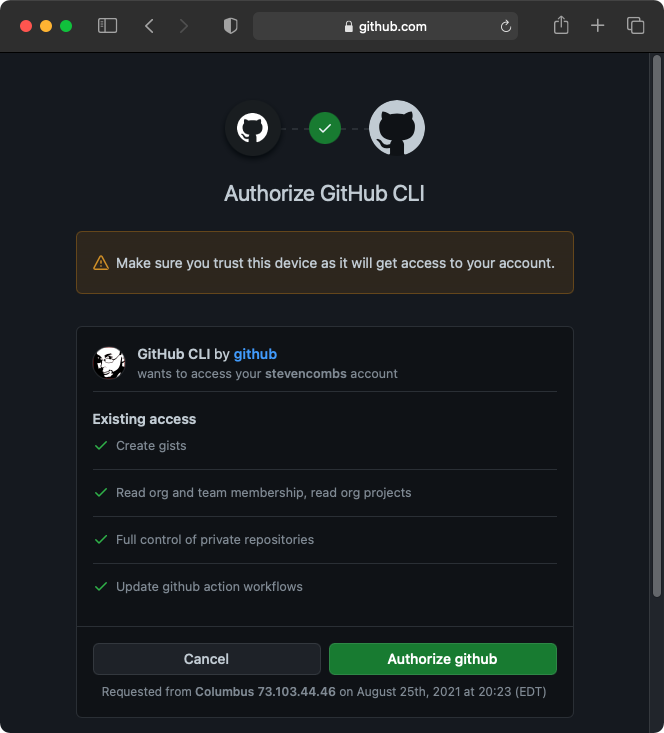 github.com
Authorize GitHub CLI
Make sure you trust this device as it will get access to your account.
GitHub CLI by github
wants to access your stevencombs account
Existing access
Create gists
Read org and team membership, read org projects
Full control of private repositories
Update github action workflows
Cancel
Authorize github
Requested from Columbus 73.103.44.46 on August 25th, 2021 at 20:23 (EDT)